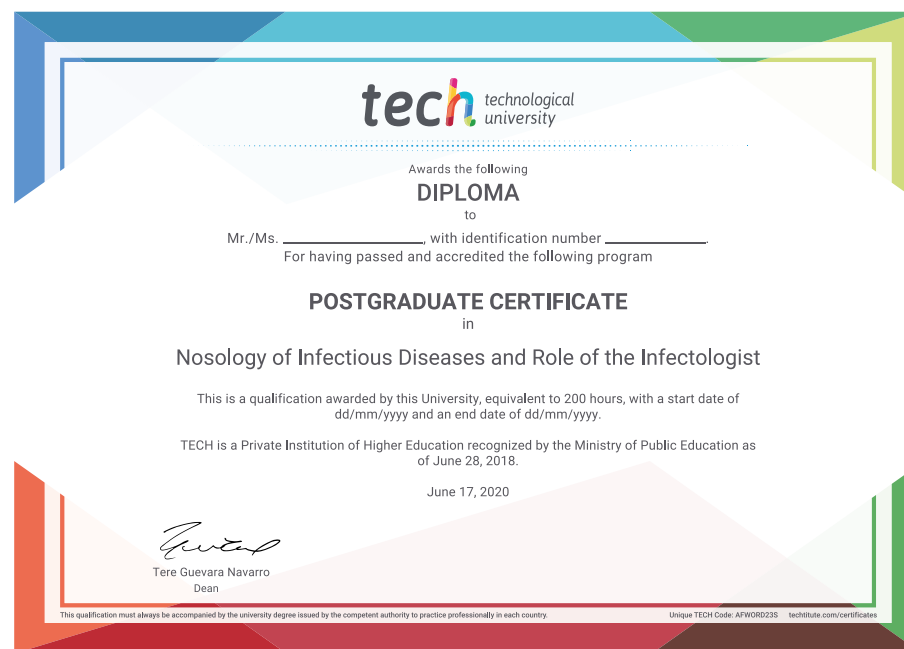 tech technological
university
Awards the following
DIPLOMA
to
Mr./Ms. ______________, with identification number __________.
For having passed and accredited the following program
POSTGRADUATE CERTIFICATE
in
Nosology of Infectious Diseases and Role of the Infectologist
This is a qualification awarded by this University, equivalent to 200 hours, with a start date of
dd/mm/yyyy and an end date of dd/mm/yyyy.
TECH is a Private Institution of Higher Education recognized by the Ministry of Public Education as
of June 28, 2018.
June 17, 2020
Tere Guevara Navarro
Dean
This qualification must always be accompanied by the university degree issued by the competent authority to practice professionally in each country. Unique TECH Code: AFWORD23S techtitute.com/certificates